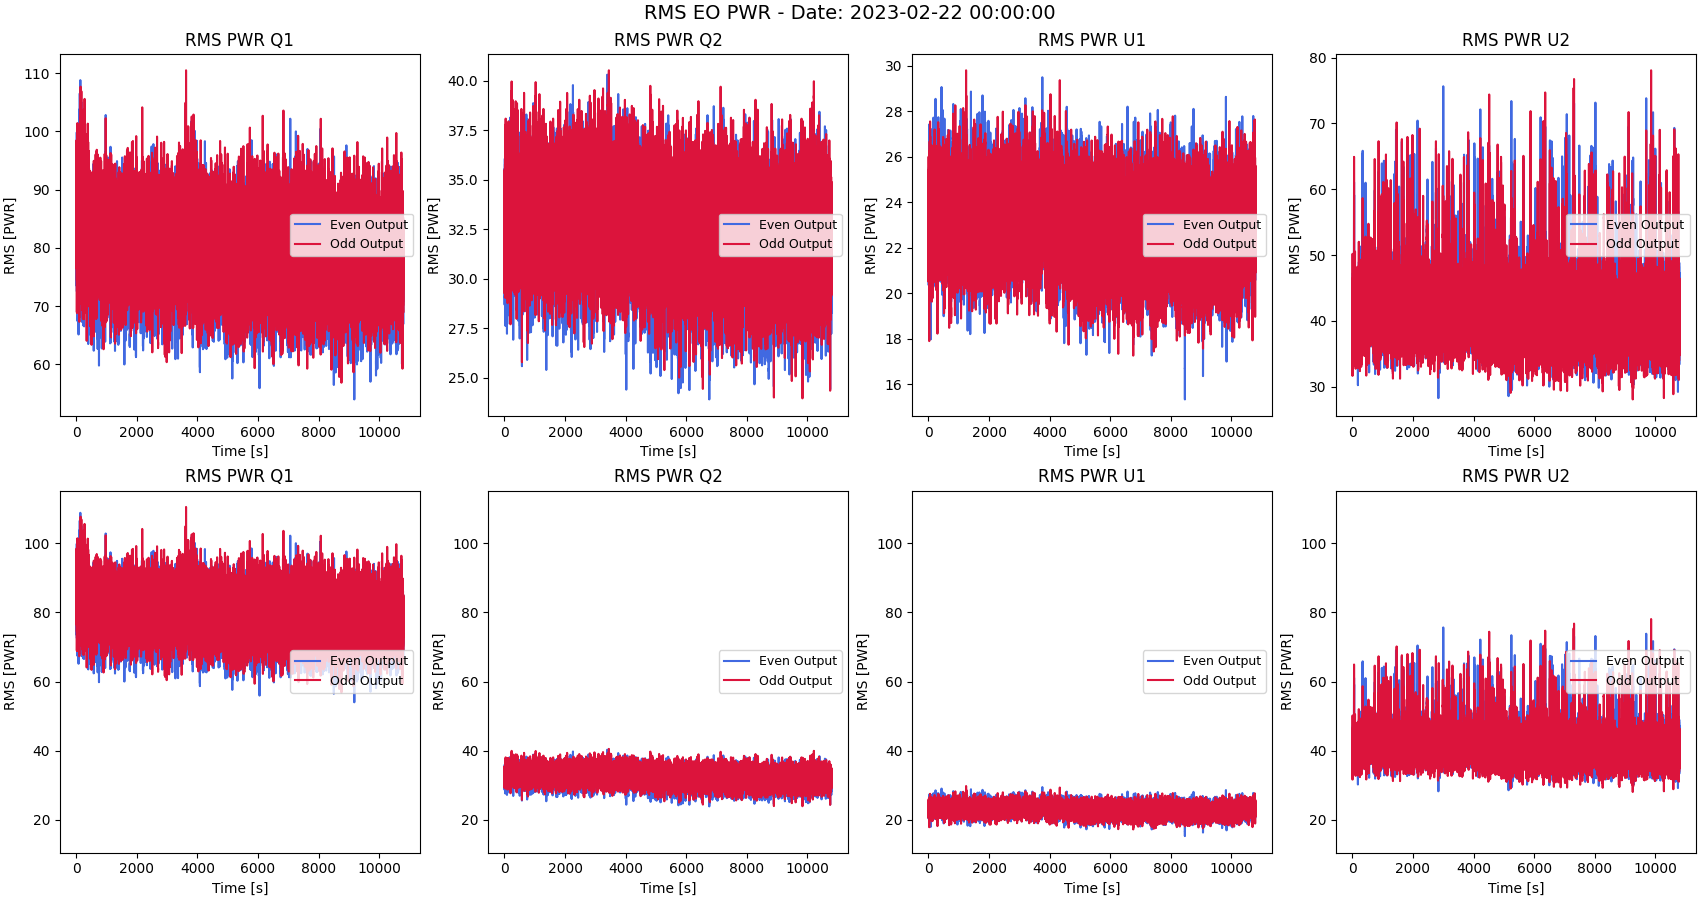 RMS EO PWR - Date: 2023-02-22 00:00:00
RMS PWR Q1
RMS [PWR]
110
100
90
80
70
60
0 2000 4000 6000 8000 10000
Time [s]
Even Output
Odd Output
RMS PWR Q2
RMS [PWR]
40.0
37.5
35.0
32.5
30.0
27.5
25.0
0 2000 4000 6000 8000 10000
Time [s]
Even Output
Odd Output
RMS PWR U1
RMS [PWR]
30
28
26
24
22
20
18
16
0 2000 4000 6000 8000 10000
Time [s]
Even Output
Odd Output
RMS PWR U2
RMS [PWR]
80
70
60
50
40
30
0 2000 4000 6000 8000 10000
Time [s]
Even Output
Odd Output
RMS PWR Q1
RMS [PWR]
100
80
60
40
20
0 2000 4000 6000 8000 10000
Time [s]
Even Output
Odd Output
RMS PWR Q2
RMS [PWR]
100
80
60
40
20
0 2000 4000 6000 8000 10000
Time [s]
Even Output
Odd Output
RMS PWR U1
RMS [PWR]
100
80
60
40
20
0 2000 4000 6000 8000 10000
Time [s]
Even Output
Odd Output
RMS PWR U2
RMS [PWR]
100
80
60
40
20
0 2000 4000 6000 8000 10000
Time [s]
Even Output
Odd Output